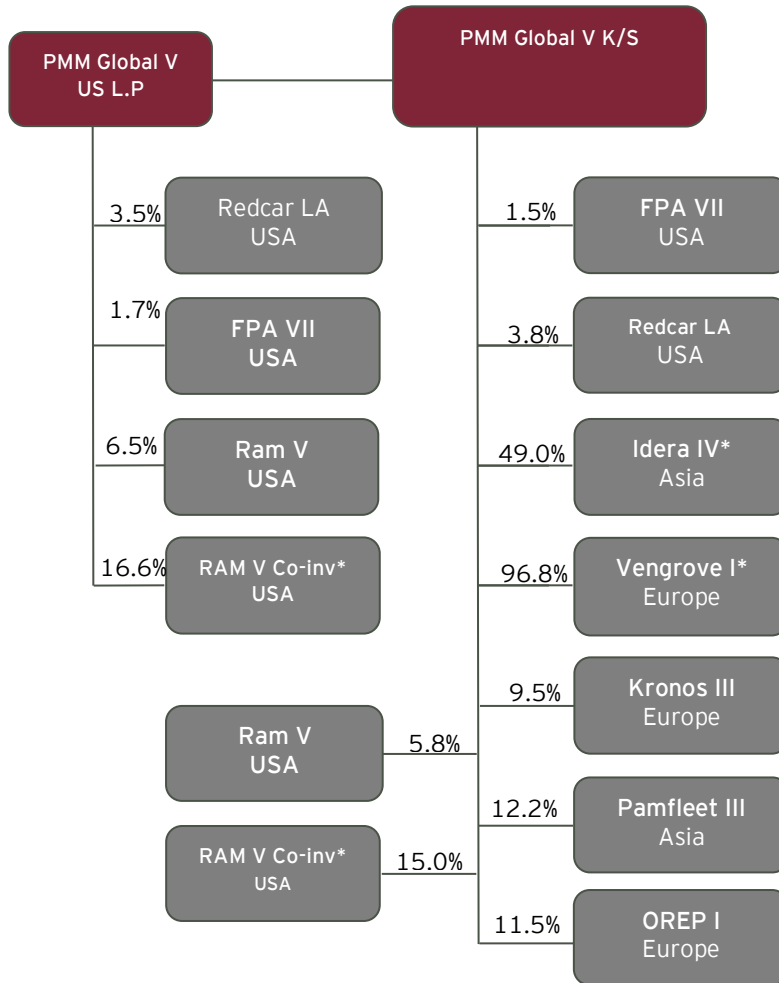 PMM Global V
US L.P
PMM Global V K/S
3.5%
Redcar LA
USA
1.7%
FPA VII
USA
6.5%
Ram V
USA
16.6%
RAM V Co-inv*
USA
1.5%
FPA VII
USA
3.8%
Redcar LA
USA
49.0%
Idera IV*
Asia
96.8%
Vengrove I*
Europe
9.5%
Kronos III
Europe
Ram V
USA
5.8%
12.2%
Pamfleet III
Asia
RAM V Co-inv*
USA
15.0%
11.5%
OREP I
Europe